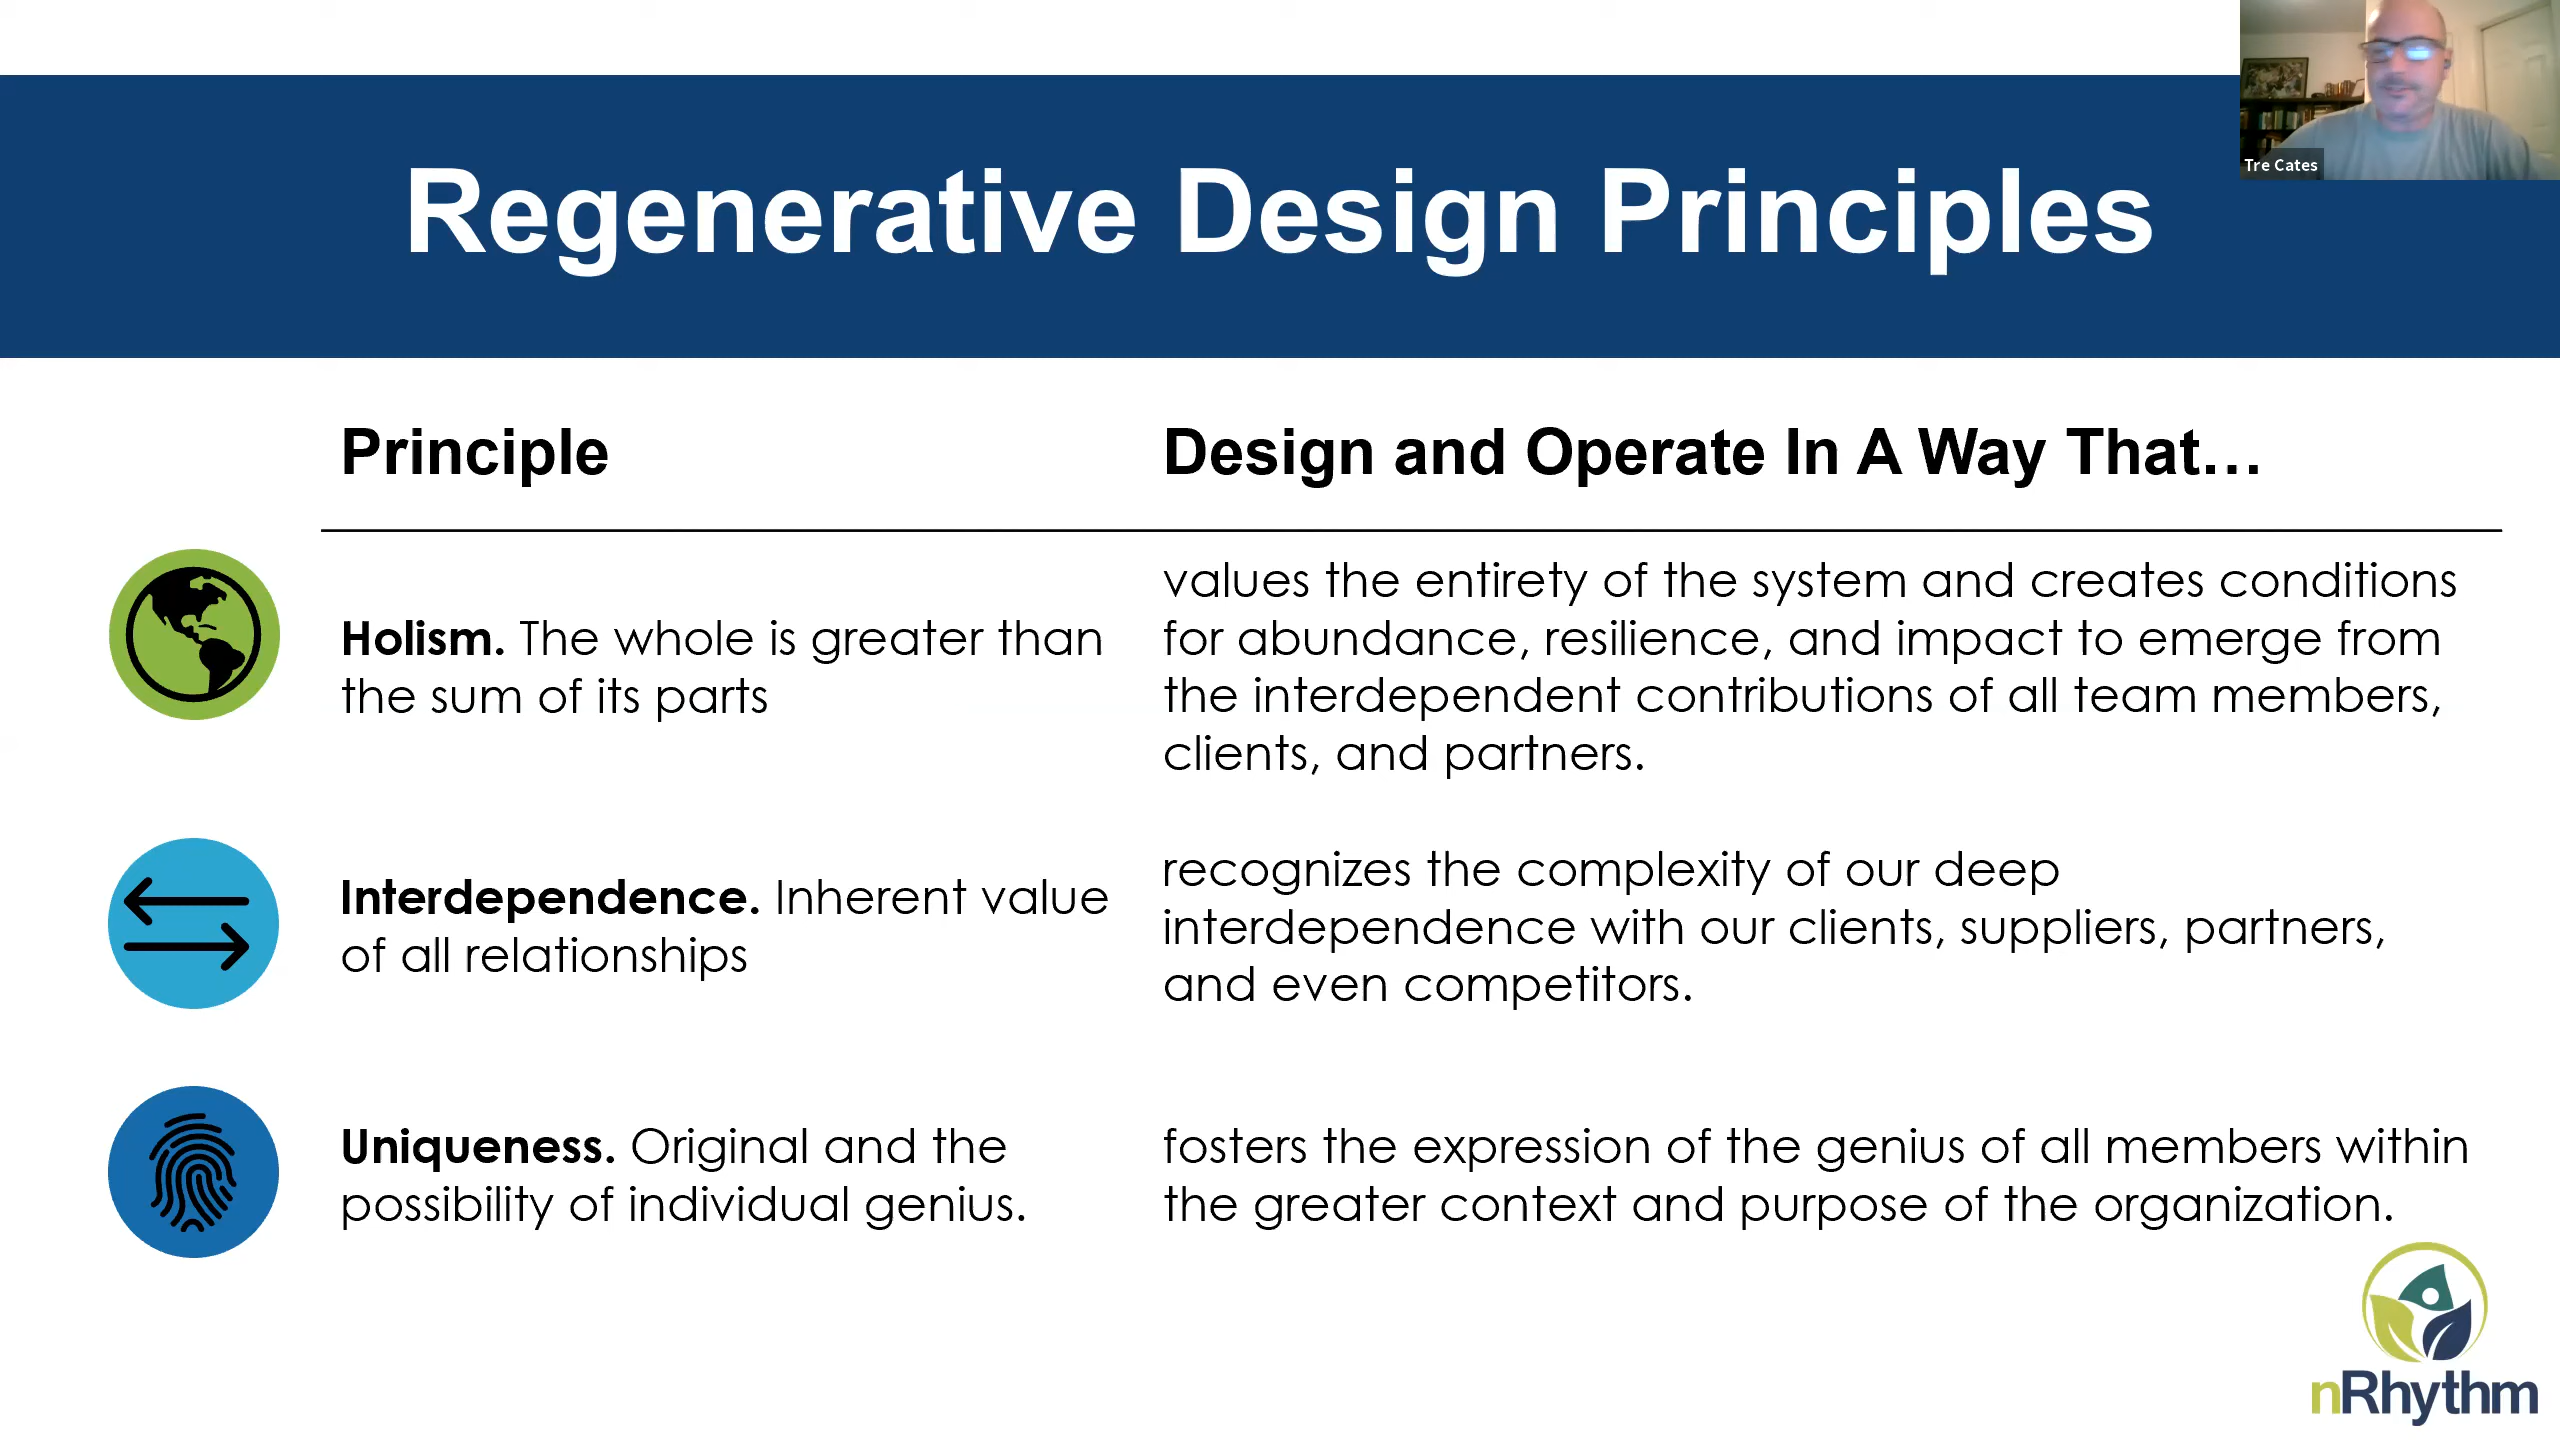 Tre Cates
Regenerative Design Principles
Principle
Design and Operate In A Way That...
Holism. The whole is greater than
the sum of its parts
values the entirety of the system and creates conditions
for abundance, resilience, and impact to emerge from
the interdependent contributions of all team members,
clients, and partners.
Interdependence. Inherent value
of all relationships
recognizes the complexity of our deep
interdependence with our clients, suppliers, partners,
and even competitors.
Uniqueness. Original and the
possibility of individual genius.
fosters the expression of the genius of all members within
the greater context and purpose of the organization.
nRhythm